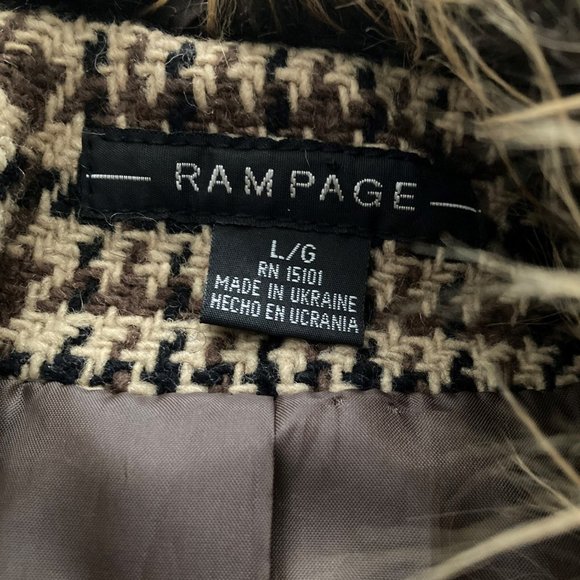 RAMPAGE
L/G
RN 15101
MADE IN UKRAINE
HECHO EN UCRANIA